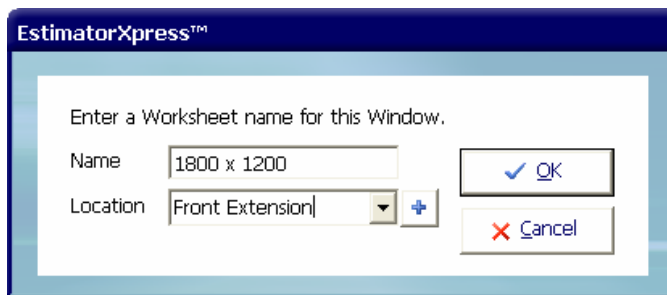 EstimatorXpress™
Enter a Worksheet name for this Window.
Name
1800 x 1200
OK
Location
Front Extension
Cancel